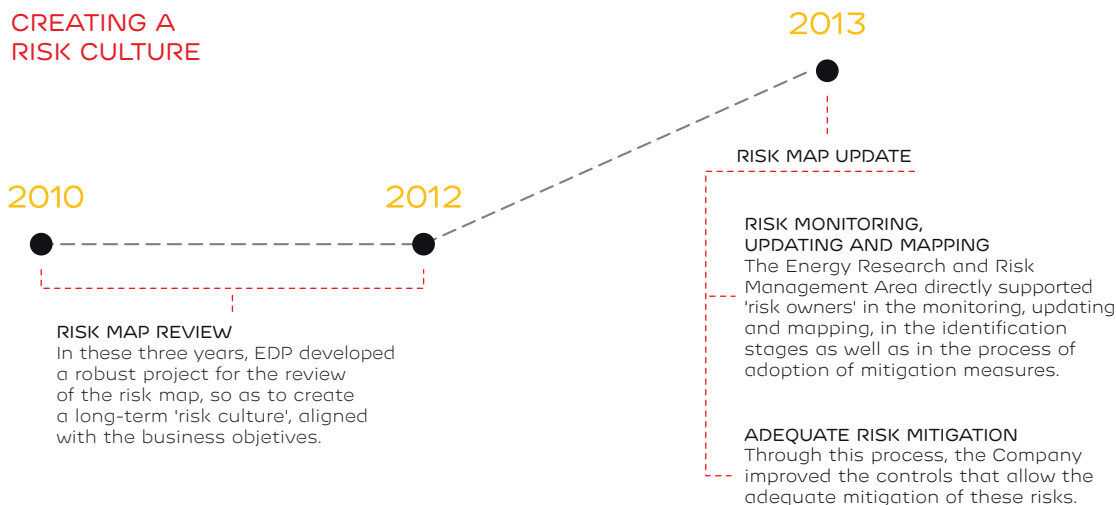 CREATING A
RISK CULTURE
2013
2010
2012
RISK MAP UPDATE
RISK MAP REVIEW
In these three years, EDP developed
a robust project for the review
of the risk map, so as to create
a long-term 'risk culture', aligned
with the business objetives.
RISK MONITORING,
UPDATING AND MAPPING
The Energy Research and Risk
Management Area directly supported
'risk owners' in the monitoring, updating
and mapping, in the identification
stages as well as in the process of
adoption of mitigation measures.
ADEQUATE RISK MITIGATION
Through this process, the Company
improved the controls that allow the
adequate mitigation of these risks.